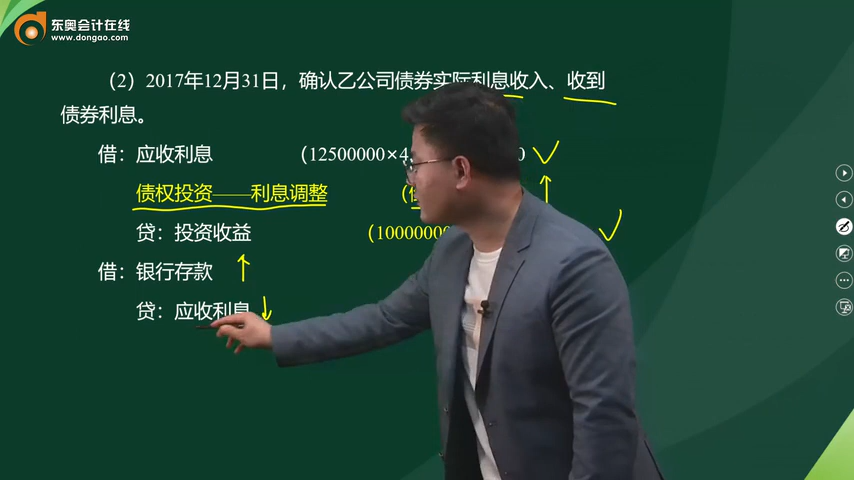 东奥会计在线
www.dongao.com
（2）2017年12月31日，确认乙公司债券实际利息收入、收到
债券利息。
借：应收利息 （12500000×4
债权投资——利息调整 （
贷：投资收益 （10000000
借：银行存款
贷：应收利息